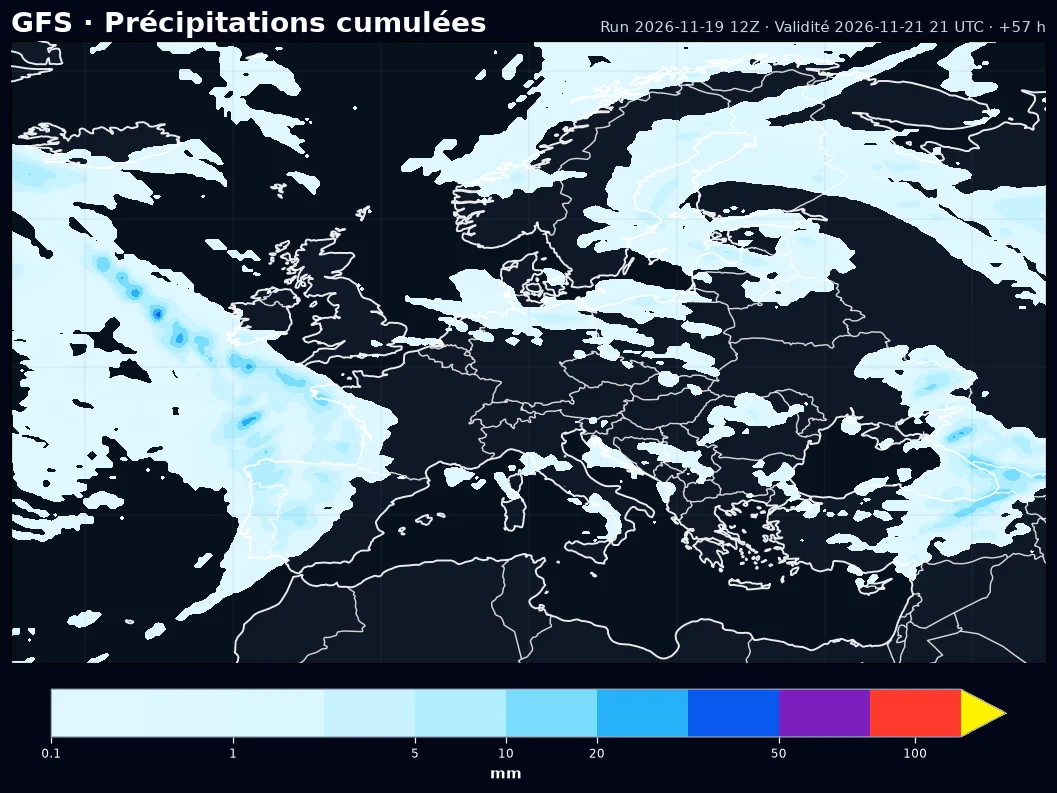 GFS · Précipitations cumulées
Run 2026-11-19 12Z · Validité 2026-11-21 21 UTC · +57 h
0.1 1 5 10 20 50 100
mm